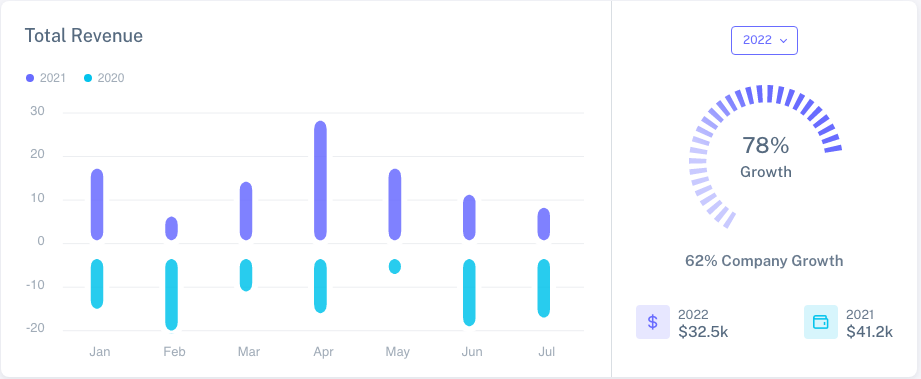 Total Revenue
2021
2020
30
20
10
0
-10
-20
Jan Feb Mar Apr May Jun Jul
2022
78%
Growth
62% Company Growth
$
2022
$32.5k
2021
$41.2k